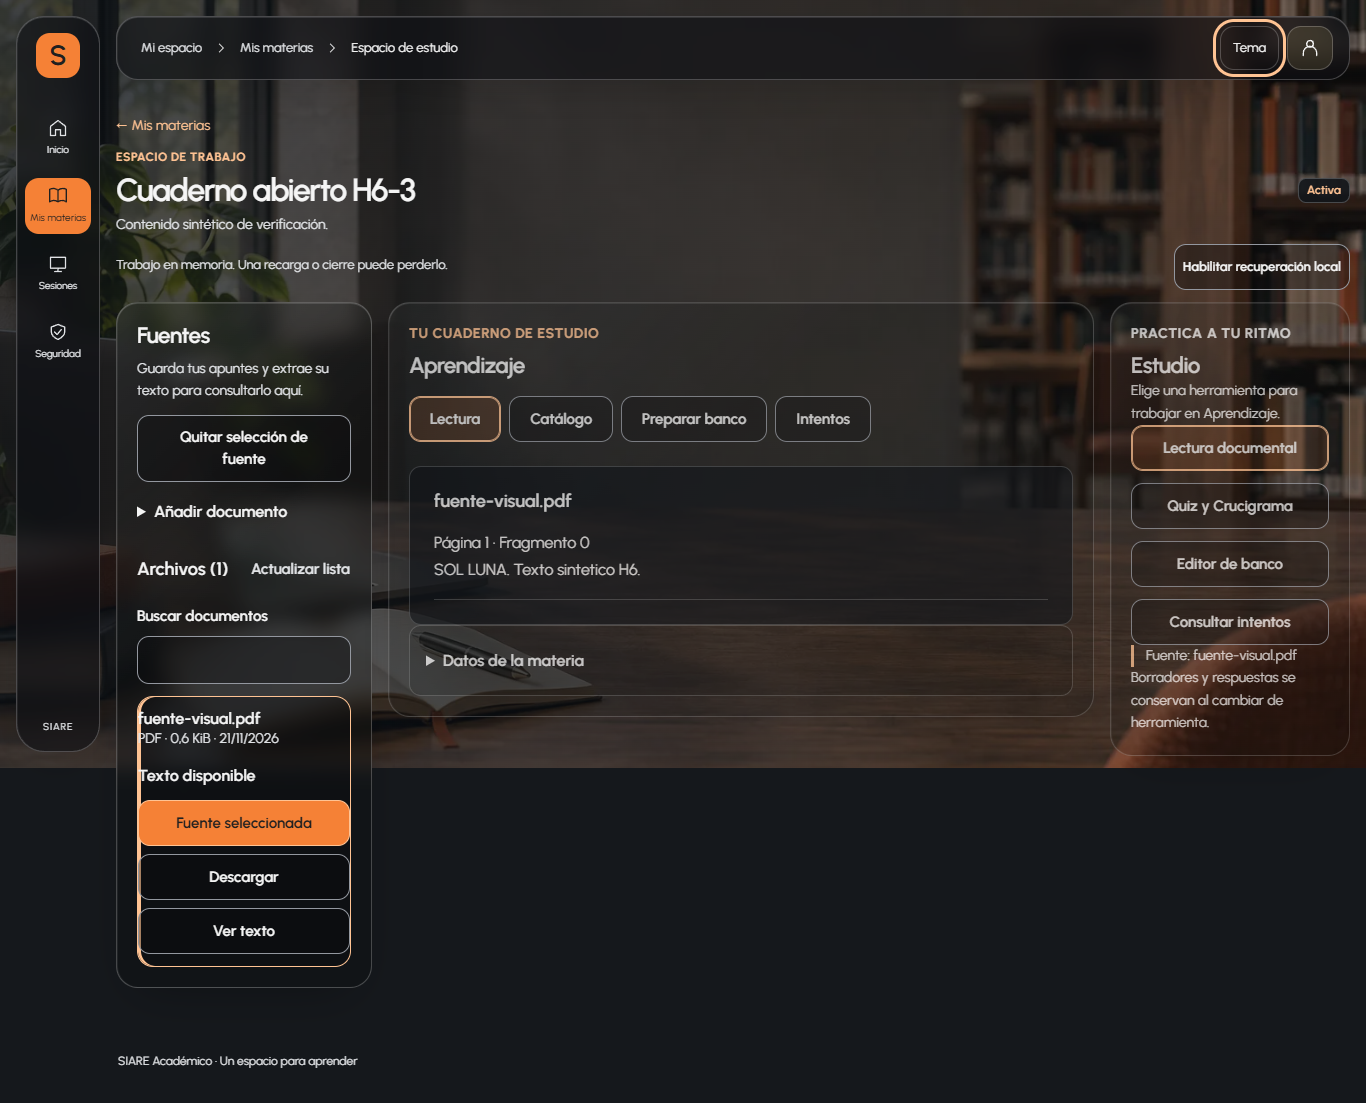 S
Inicio
Mis materias
Sesiones
Seguridad
SIARE
Mi espacio
Mis materias
Espacio de estudio
Tema
← Mis materias
ESPACIO DE TRABAJO
Cuaderno abierto H6-3
Activa
Contenido sintético de verificación.
Trabajo en memoria. Una recarga o cierre puede perderlo.
Habilitar recuperación local
Fuentes
Guarda tus apuntes y extrae su
texto para consultarlo aquí.
Quitar selección de
fuente
Añadir documento
Archivos (1)
Actualizar lista
Buscar documentos
fuente-visual.pdf
PDF · 0,6 KiB · 21/11/2026
Texto disponible
Fuente seleccionada
Descargar
Ver texto
TU CUADERNO DE ESTUDIO
Aprendizaje
Lectura
Catálogo
Preparar banco
Intentos
fuente-visual.pdf
Página 1 · Fragmento 0
SOL LUNA. Texto sintetico H6.
Datos de la materia
PRACTICA A TU RITMO
Estudio
Elige una herramienta para
trabajar en Aprendizaje.
Lectura documental
Quiz y Crucigrama
Editor de banco
Consultar intentos
Fuente: fuente-visual.pdf
Borradores y respuestas se
conservan al cambiar de
herramienta.
SIARE Académico · Un espacio para aprender